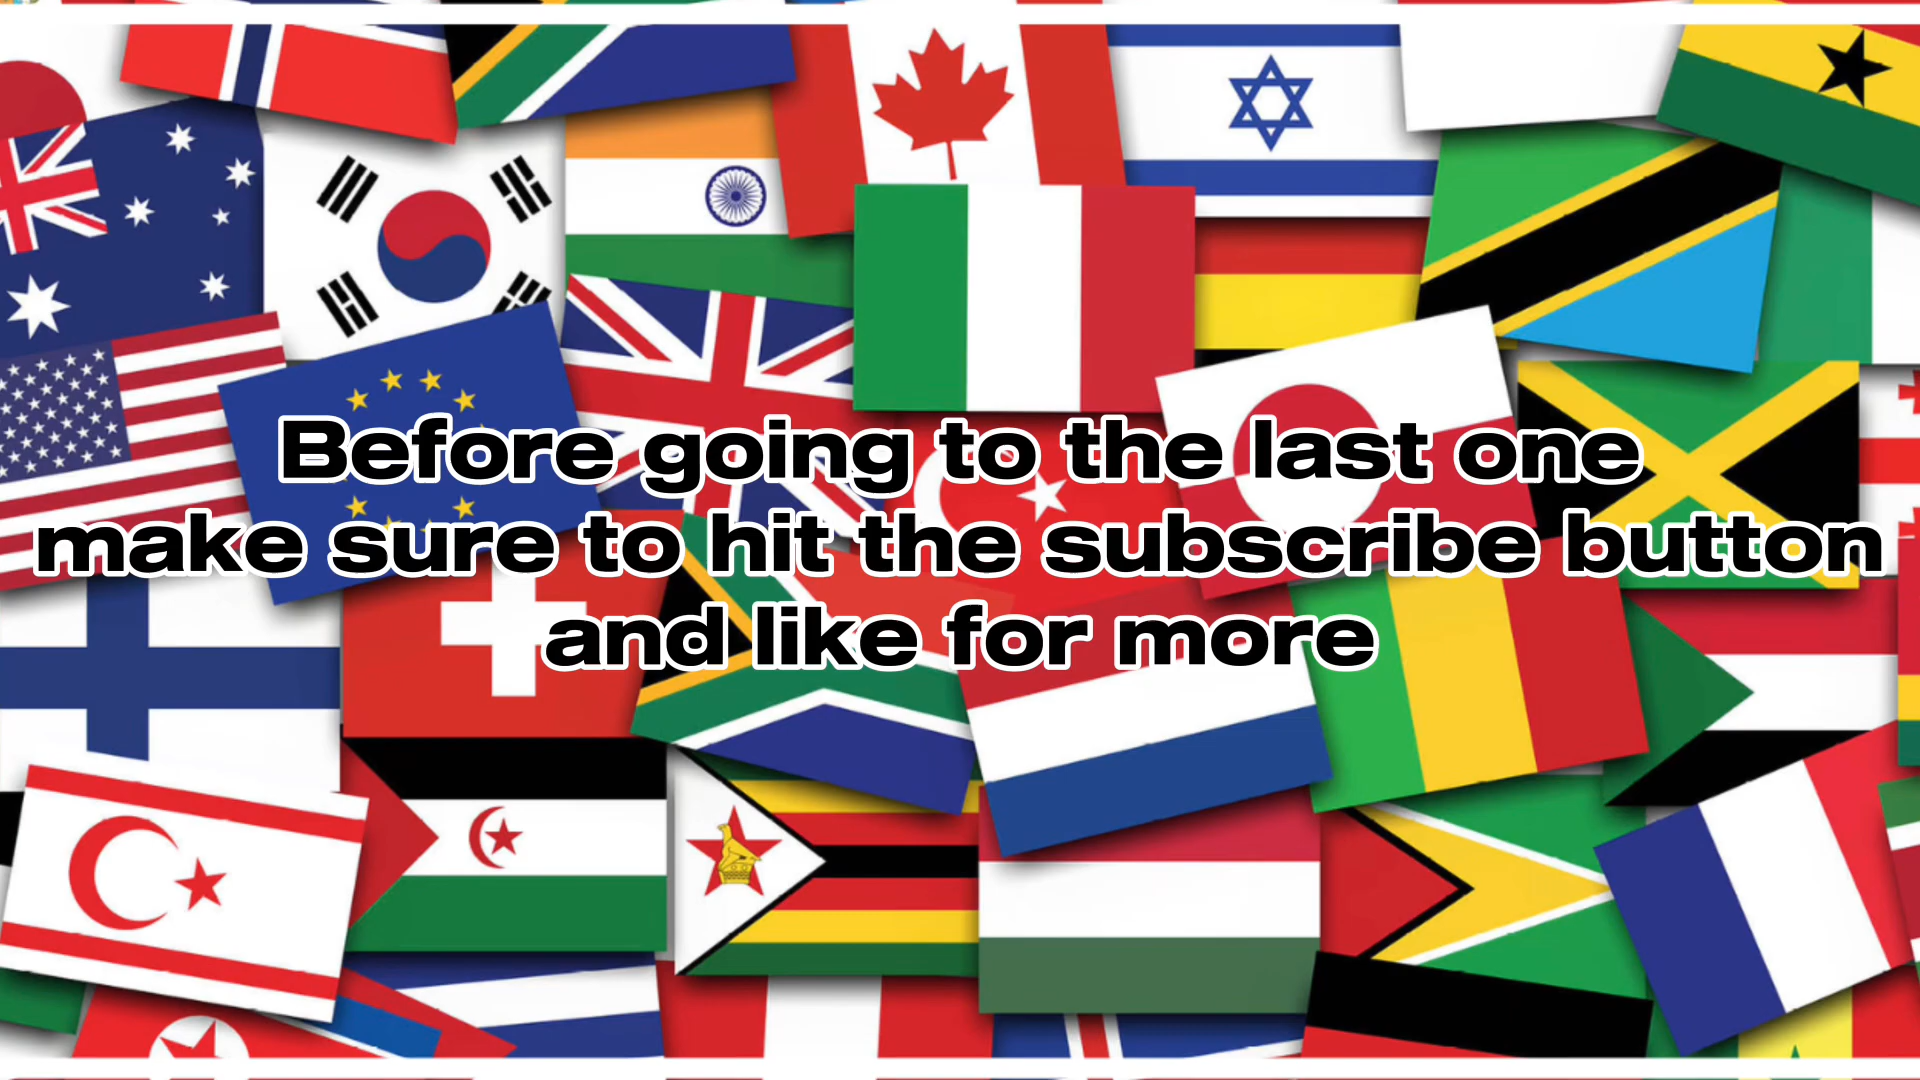 Before going to the last one
make sure to hit the subscribe button
and like for more